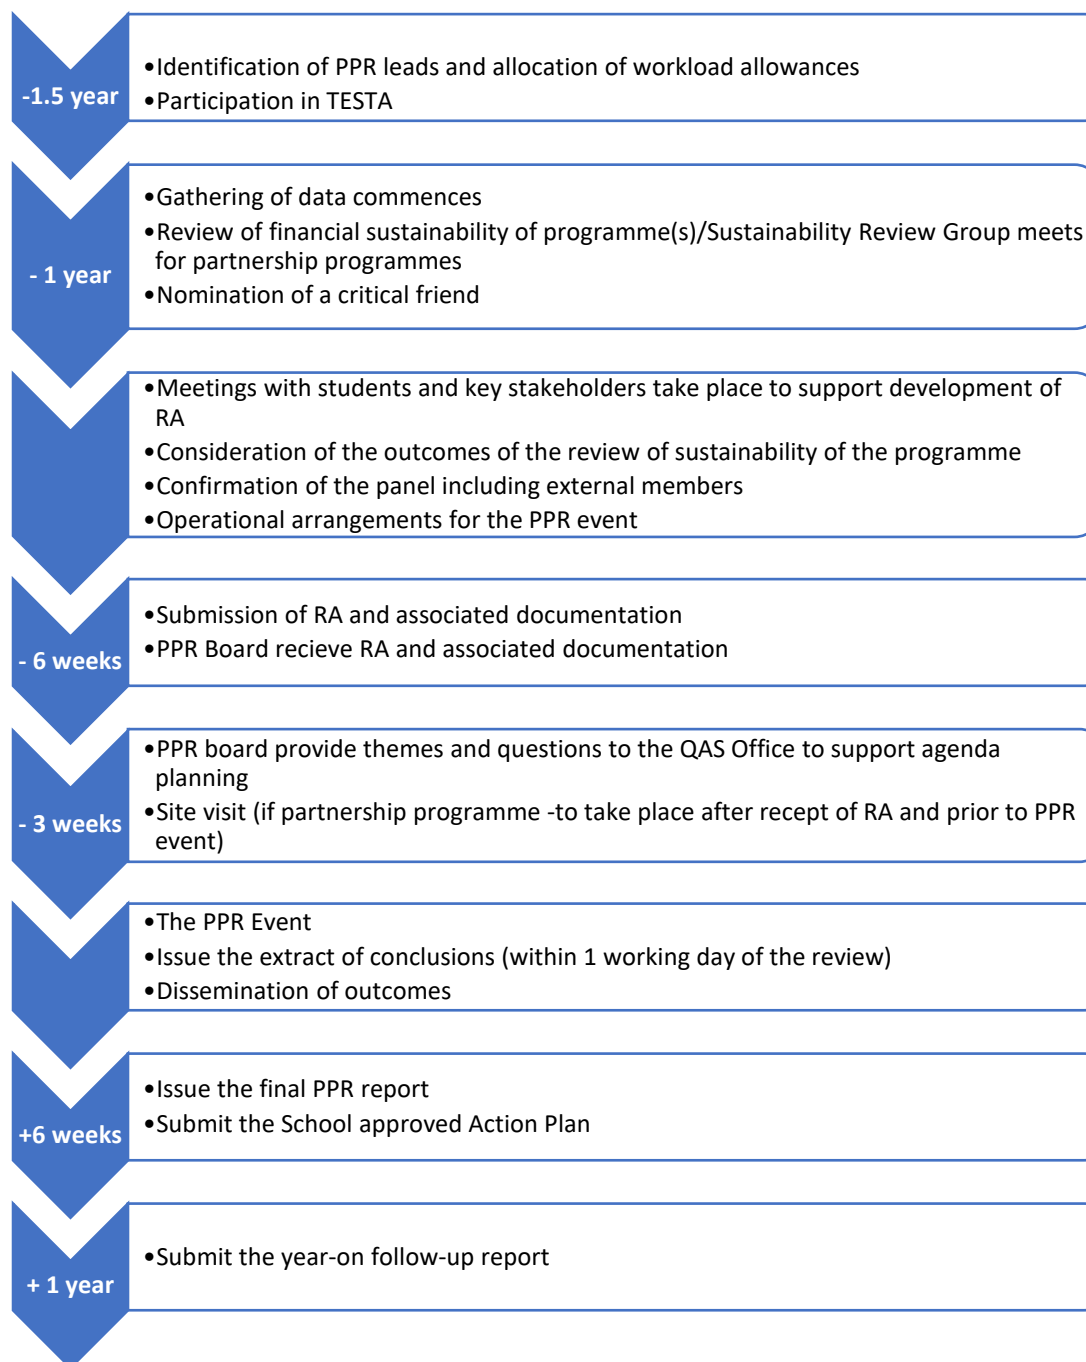 -1.5 year
•Identification of PPR leads and allocation of workload allowances
•Participation in TESTA
- 1 year
•Gathering of data commences
•Review of financial sustainability of programme(s)/Sustainability Review Group meets
for partnership programmes
•Nomination of a critical friend
•Meetings with students and key stakeholders take place to support development of
RA
•Consideration of the outcomes of the review of sustainability of the programme
•Confirmation of the panel including external members
•Operational arrangements for the PPR event
- 6 weeks
•Submission of RA and associated documentation
•PPR Board recieve RA and associated documentation
- 3 weeks
•PPR board provide themes and questions to the QAS Office to support agenda
planning
•Site visit (if partnership programme -to take place after recept of RA and prior to PPR
event)
•The PPR Event
•Issue the extract of conclusions (within 1 working day of the review)
•Dissemination of outcomes
+6 weeks
•Issue the final PPR report
•Submit the School approved Action Plan
+ 1 year
•Submit the year-on follow-up report